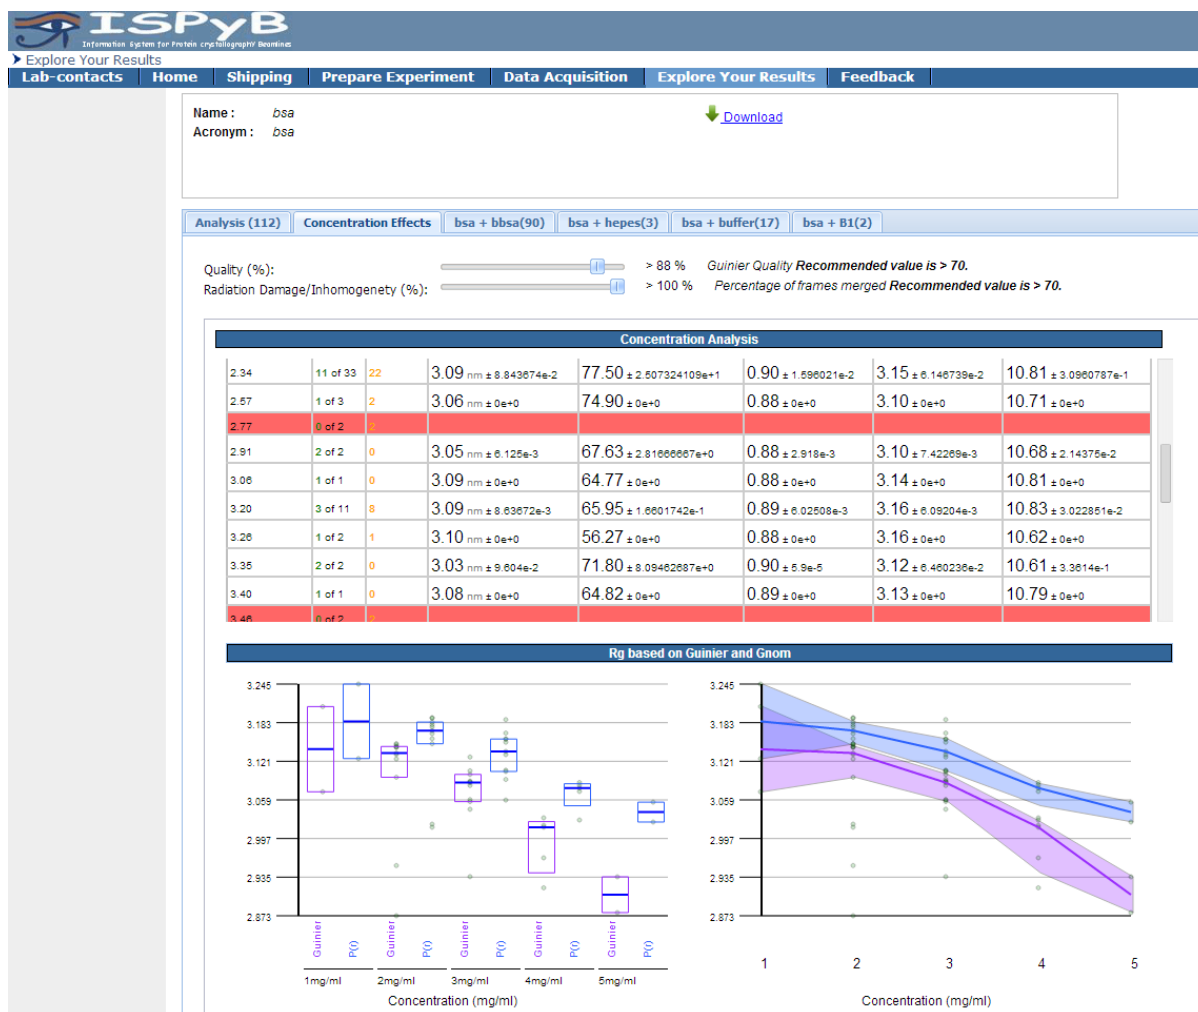 ISPyB
Information System for Protein crystallographY Beamlines
Explore Your Results
Lab-contacts Home Shipping Prepare Experiment Data Acquisition Explore Your Results Feedback
Name : bsa
Download
Acronym : bsa
Analysis (112) Concentration Effects bsa + bbsa(90) bsa + hepes(3) bsa + buffer(17) bsa + B1(2)
Quality (%): > 88 % Guinier Quality Recommended value is > 70.
Radiation Damage/Inhomogenety (%): > 100 % Percentage of frames merged Recommended value is > 70.
Concentration Analysis
2.34 11 of 33 22 3.09 nm ± 8.843674e-2 77.50 ± 2.507324109e+1 0.90 ± 1.596021e-2 3.15 ± 6.146739e-2 10.81 ± 3.0960787e-1
2.57 1 of 3 2 3.06 nm ± 0e+0 74.90 ± 0e+0 0.88 ± 0e+0 3.10 ± 0e+0 10.71 ± 0e+0
2.77 0 of 2 2
2.91 2 of 2 0 3.05 nm ± 6.125e-3 67.63 ± 2.81666667e+0 0.88 ± 2.918e-3 3.10 ± 7.42269e-3 10.68 ± 2.14375e-2
3.06 1 of 1 0 3.09 nm ± 0e+0 64.77 ± 0e+0 0.88 ± 0e+0 3.14 ± 0e+0 10.81 ± 0e+0
3.20 3 of 11 8 3.09 nm ± 8.63672e-3 65.95 ± 1.6601742e-1 0.89 ± 6.02508e-3 3.16 ± 6.09204e-3 10.83 ± 3.022851e-2
3.26 1 of 2 1 3.10 nm ± 0e+0 56.27 ± 0e+0 0.88 ± 0e+0 3.16 ± 0e+0 10.62 ± 0e+0
3.35 2 of 2 0 3.03 nm ± 9.604e-2 71.80 ± 8.09462687e+0 0.90 ± 5.9e-5 3.12 ± 6.460236e-2 10.61 ± 3.3614e-1
3.40 1 of 1 0 3.08 nm ± 0e+0 64.82 ± 0e+0 0.89 ± 0e+0 3.13 ± 0e+0 10.79 ± 0e+0
3.46 0 of 2 2
Rg based on Guinier and Gnom
3.245
3.183
3.121
3.059
2.997
2.935
2.873
Guinier P(r) Guinier P(r) Guinier P(r) Guinier P(r) Guinier P(r)
1mg/ml 2mg/ml 3mg/ml 4mg/ml 5mg/ml
Concentration (mg/ml)
3.245
3.183
3.121
3.059
2.997
2.935
2.873
1 2 3 4 5
Concentration (mg/ml)